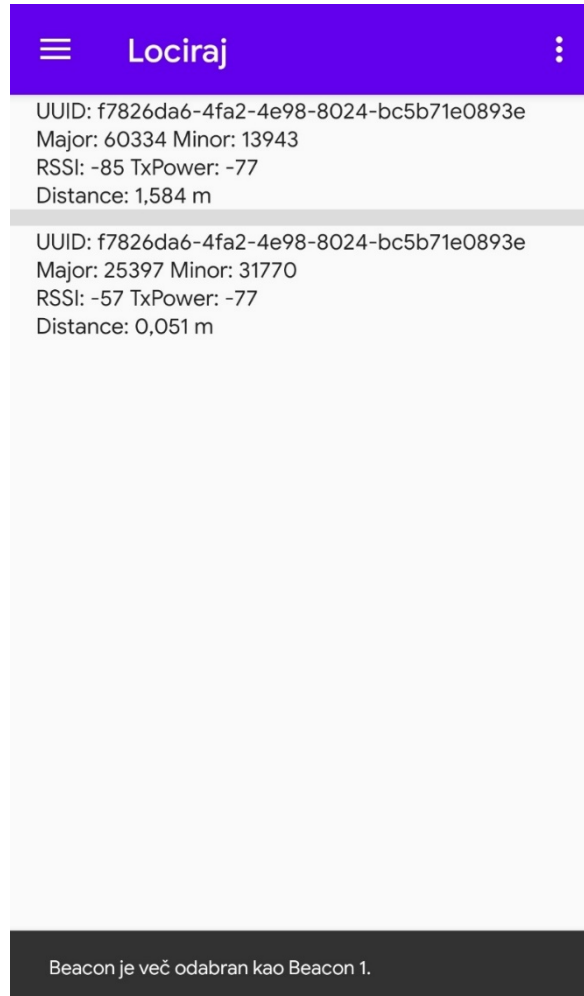 Lociraj
UUID: f7826da6-4fa2-4e98-8024-bc5b71e0893e
Major: 60334 Minor: 13943
RSSI: -85 TxPower: -77
Distance: 1,584 m
UUID: f7826da6-4fa2-4e98-8024-bc5b71e0893e
Major: 25397 Minor: 31770
RSSI: -57 TxPower: -77
Distance: 0,051 m
Beacon je več odabran kao Beacon 1.